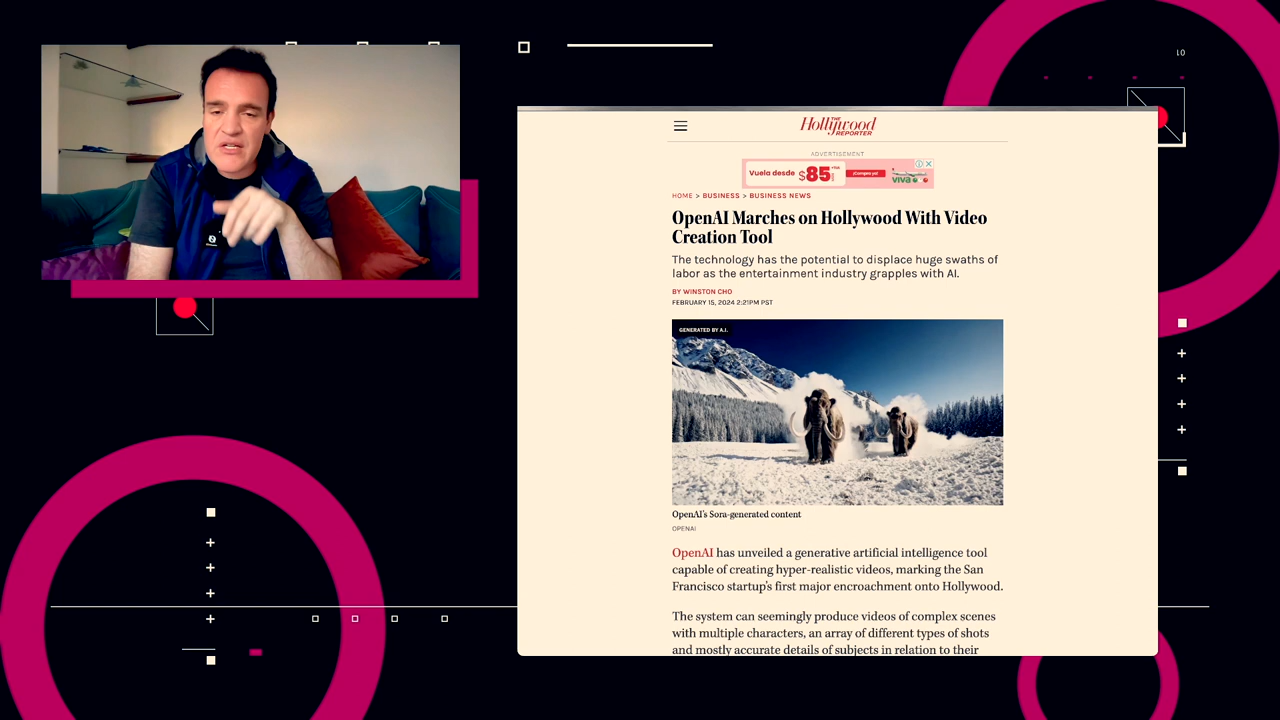 10
THE
Hollywood
REPORTER
ADVERTISEMENT
Vuela desde $85
¡Compra ya!
viva
HOME > BUSINESS > BUSINESS NEWS
OpenAI Marches on Hollywood With Video
Creation Tool
The technology has the potential to displace huge swaths of
labor as the entertainment industry grapples with AI.
BY WINSTON CHO
FEBRUARY 15, 2024 2:21PM PST
GENERATED BY A.I.
OpenAI's Sora-generated content
OPENAI
OpenAI has unveiled a generative artificial intelligence tool
capable of creating hyper-realistic videos, marking the San
Francisco startup's first major encroachment onto Hollywood.
The system can seemingly produce videos of complex scenes
with multiple characters, an array of different types of shots
and mostly accurate details of subjects in relation to their